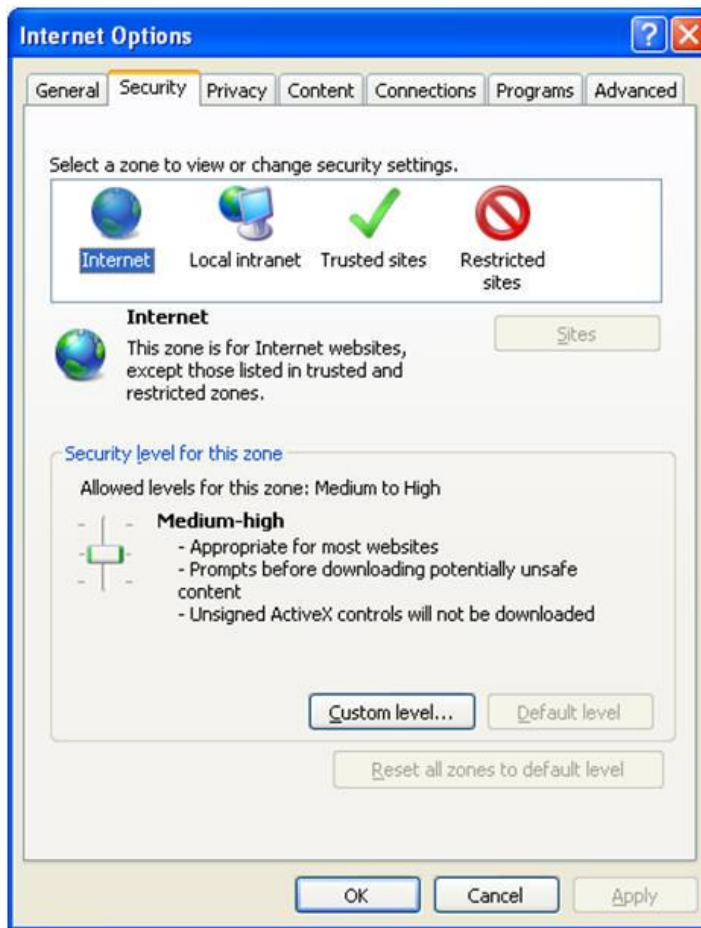 Internet Options
General Security Privacy Content Connections Programs Advanced
Select a zone to view or change security settings.
Internet Local intranet Trusted sites Restricted
sites
Internet
Sites
This zone is for Internet websites,
except those listed in trusted and
restricted zones.
Security level for this zone
Allowed levels for this zone: Medium to High
Medium-high
- Appropriate for most websites
- Prompts before downloading potentially unsafe
content
- Unsigned ActiveX controls will not be downloaded
Custom level... Default level
Reset all zones to default level
OK Cancel Apply